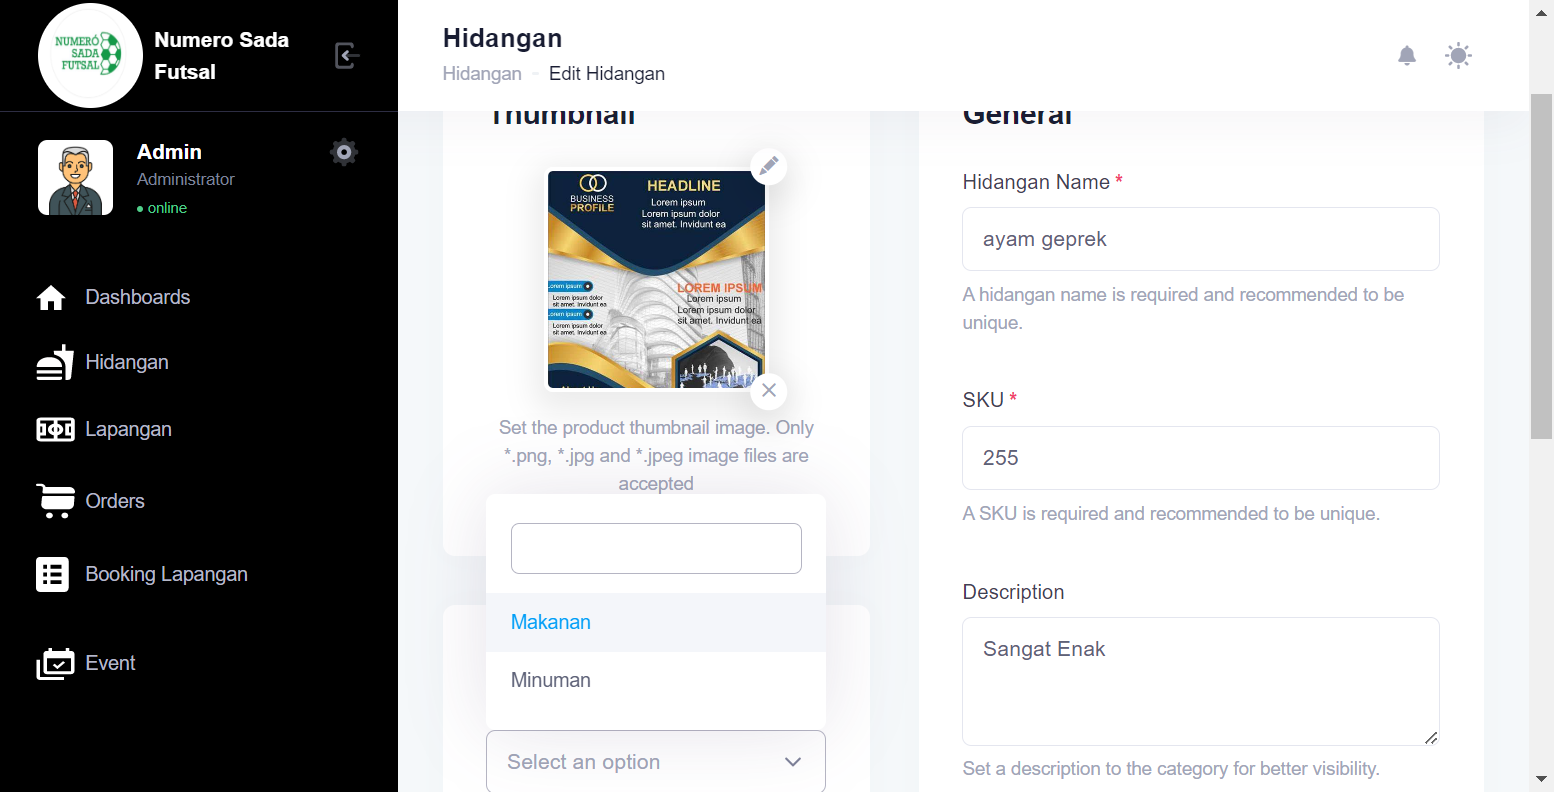 NUMERÓ
SADA
FUTSAL
Numero Sada
Futsal
Admin
Administrator
online
Dashboards
Hidangan
Lapangan
Orders
Booking Lapangan
Event
Hidangan
Hidangan - Edit Hidangan
Thumbnail
BUSINESS
PROFILE
HEADLINE
Lorem ipsum
Lorem ipsum dolor
sit amet. Invidunt ea
Lorem ipsum
Lorem ipsum dolor
sit amet. Invidunt ea
Lorem ipsum
Lorem ipsum dolor
sit amet. Invidunt ea
LOREM IPSUM
Lorem ipsum
Lorem ipsum dolor
sit amet. Invidunt ea
Set the product thumbnail image. Only
*.png, *.jpg and *.jpeg image files are
accepted
Makanan
Minuman
Select an option
General
Hidangan Name *
ayam geprek
A hidangan name is required and recommended to be
unique.
SKU *
255
A SKU is required and recommended to be unique.
Description
Sangat Enak
Set a description to the category for better visibility.